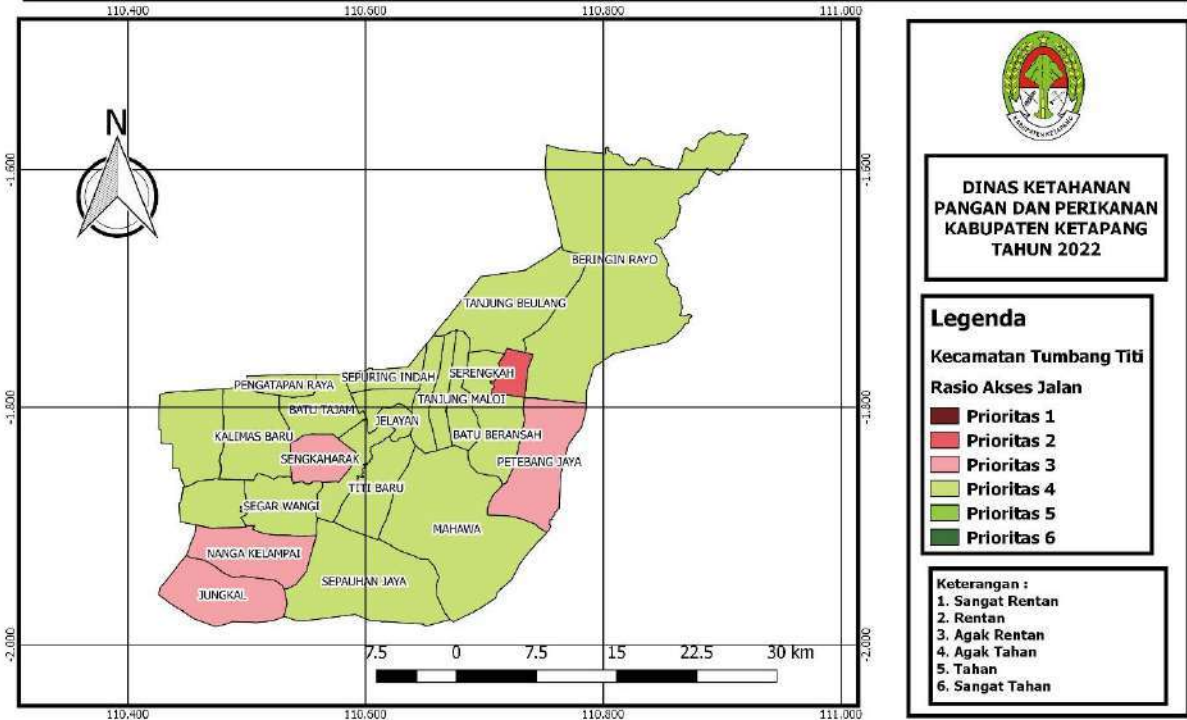 110.400 110.600 110.800 111.000
N
-1.600 -1.600
BERINGIN RAYO
TANJUNG BEULANG
SERENGKAH
SEPURING INDAH
PENGATAPAN RAYA
TANJUNG MALOI
-1.800 -1.800
BATU TAJAM
JELAYAN
KALIMAS BARU
BATU BERANSAH
SENGKAHARAK
PETEBANG JAYA
TITI BARU
SEGAR WANGI
MAHAWA
NANGA KELAMPAI
SEPAUHAN JAYA
JUNGKAL
-2.000 -2.000
7.5 0 7.5 15 22.5 30 km
110.400 110.600 110.800 111.000
KABUPATEN KETAPANG
DINAS KETAHANAN
PANGAN DAN PERIKANAN
KABUPATEN KETAPANG
TAHUN 2022
Legenda
Kecamatan Tumbang Titi
Rasio Akses Jalan
Prioritas 1
Prioritas 2
Prioritas 3
Prioritas 4
Prioritas 5
Prioritas 6
Keterangan :
1. Sangat Rentan
2. Rentan
3. Agak Rentan
4. Agak Tahan
5. Tahan
6. Sangat Tahan